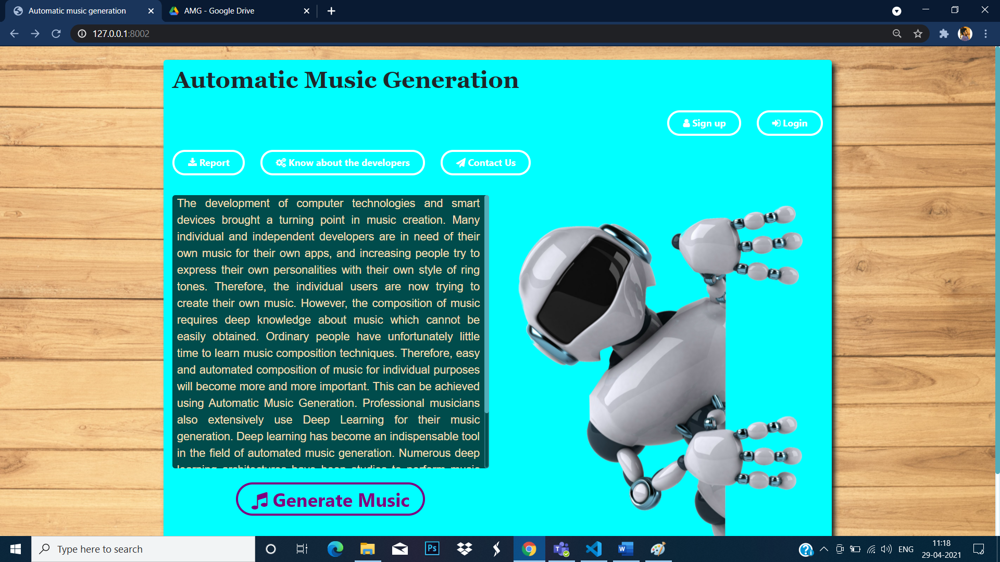 Automatic music generation
AMG - Google Drive
127.0.0.1:8002
Automatic Music Generation
Sign up
Login
Report
Know about the developers
Contact Us
The development of computer technologies and smart
devices brought a turning point in music creation. Many
individual and independent developers are in need of their
own music for their own apps, and increasing people try to
express their own personalities with their own style of ring
tones. Therefore, the individual users are now trying to
create their own music. However, the composition of music
requires deep knowledge about music which cannot be
easily obtained. Ordinary people have unfortunately little
time to learn music composition techniques. Therefore, easy
and automated composition of music for individual purposes
will become more and more important. This can be achieved
using Automatic Music Generation. Professional musicians
also extensively use Deep Learning for their music
generation. Deep learning has become an indispensable tool
in the field of automated music generation. Numerous deep
learning architectures have been studies to perform music
Generate Music
Type here to search
Ps
ENG
11:18
29-04-2021